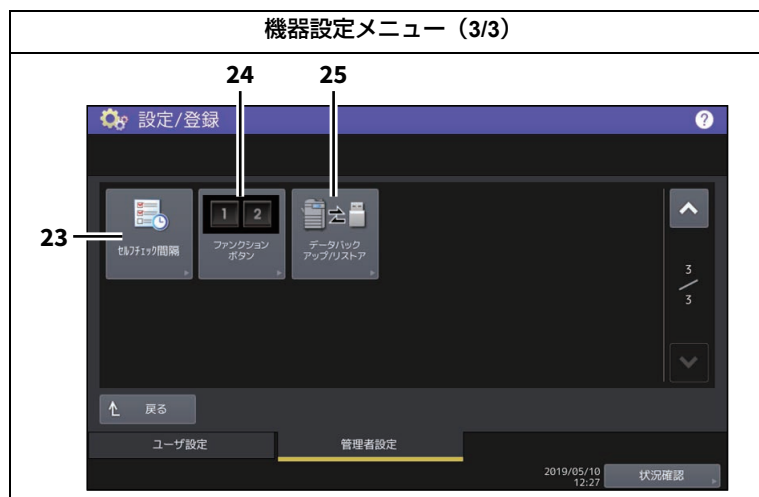 機器設定メニュー（3/3）
24 25
設定/登録 ?
23
1 2
ｾﾙﾌﾁｪｯｸ間隔
ファンクション
ボタン
データバック
アップ/リストア
3
3
戻る
ユーザ設定 管理者設定
2019/05/10
12:27
状況確認